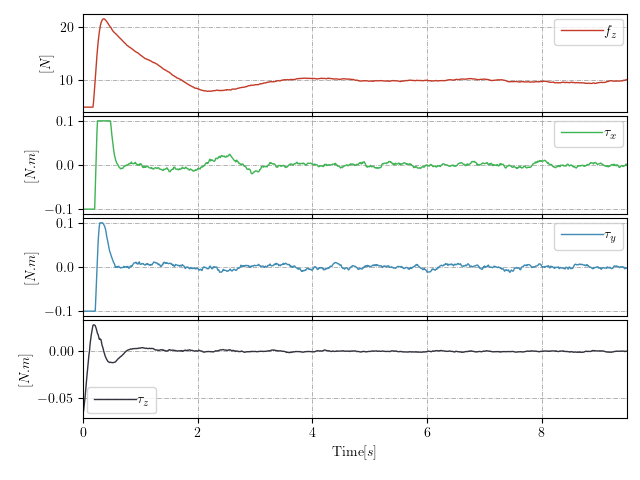 20
10
[N]
f_z
0.1
0.0
−0.1
[N.m]
τ_x
0.1
0.0
−0.1
[N.m]
τ_y
0.00
−0.05
[N.m]
τ_z
0 2 4 6 8
Time[s]